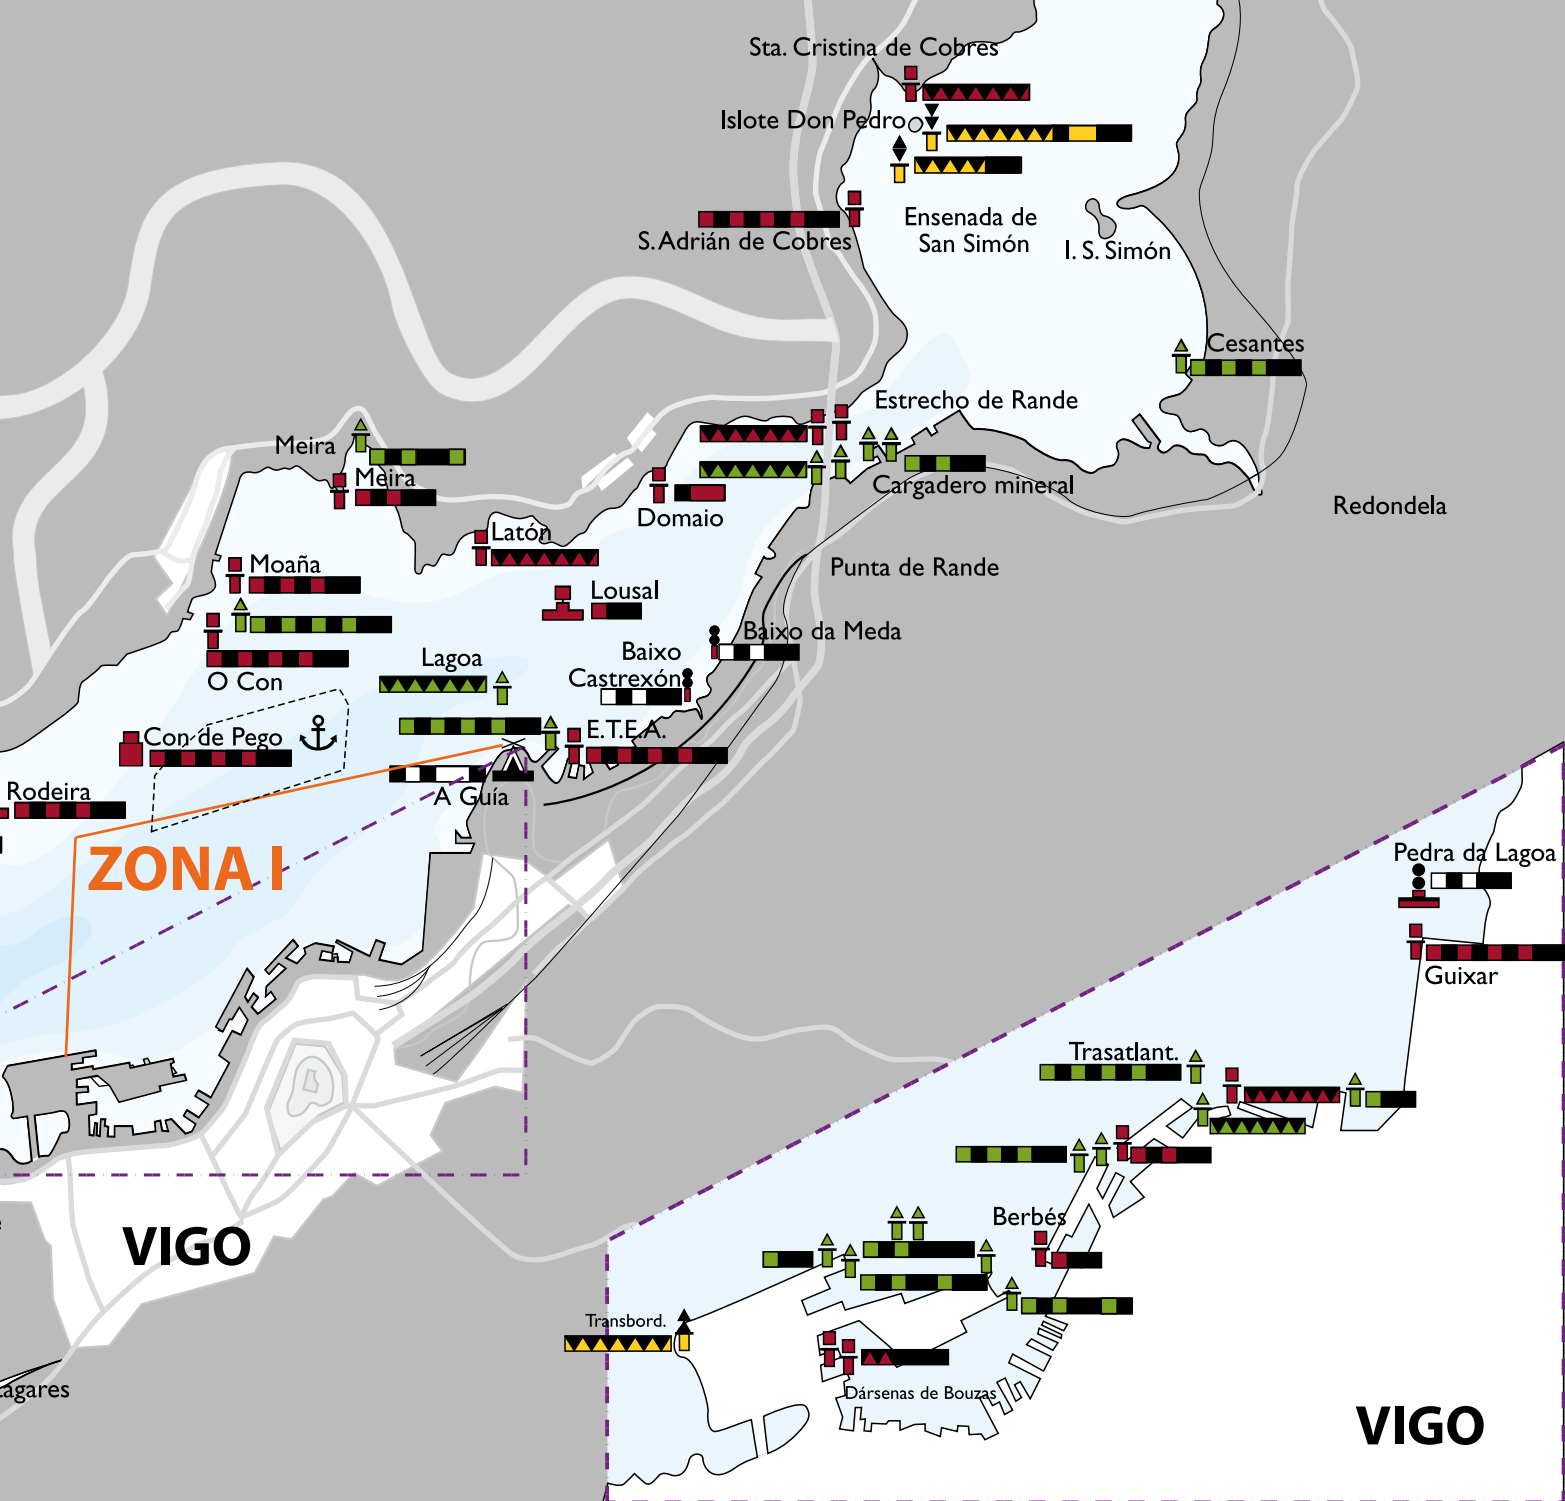 Sta. Cristina de Cobres
Islote Don Pedro
Ensenada de
San Simón
I. S. Simón
S. Adrián de Cobres
Cesantes
Estrecho de Rande
Meira
Meira
Cargadero mineral
Domaio
Redondela
Latón
Moaña
Punta de Rande
Lousal
Baixo da Meda
Baixo
Castrexón
Lagoa
O Con
E.T.E.A.
Con de Pego
Rodeira
A Guía
ZONA I
Pedra da Lagoa
Guixar
Trasatlant.
Berbés
VIGO
Transbord.
Dársenas de Bouzas
agares
VIGO